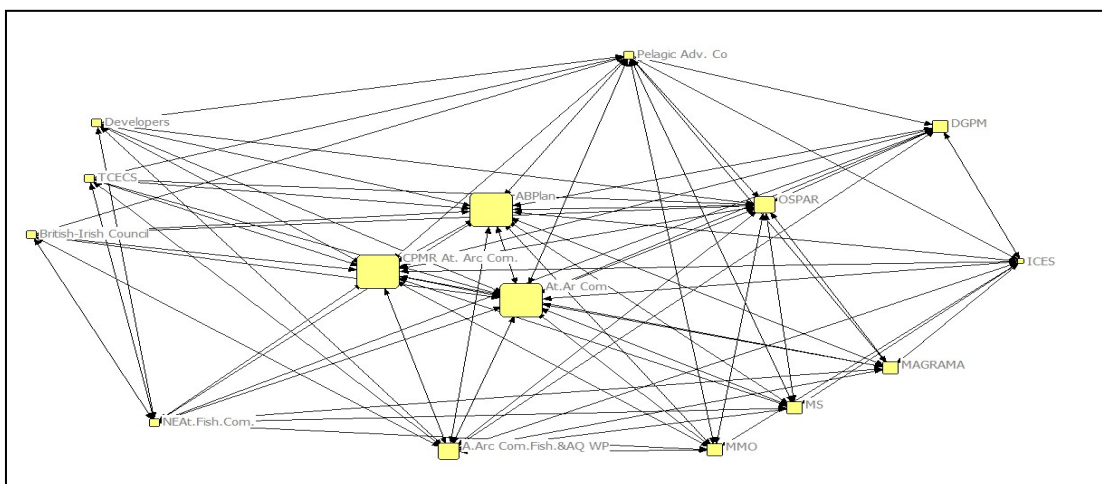 Pelagic Adv. Co
Developers
DGPM
TCECS
ABPlan
OSPAR
British-Irish Council
CPMR At. Arc Com.
ICES
At.Ar Com
MAGRAMA
MS
NEAt.Fish.Com.
A.Arc Com.Fish.&AQ WP
MMO